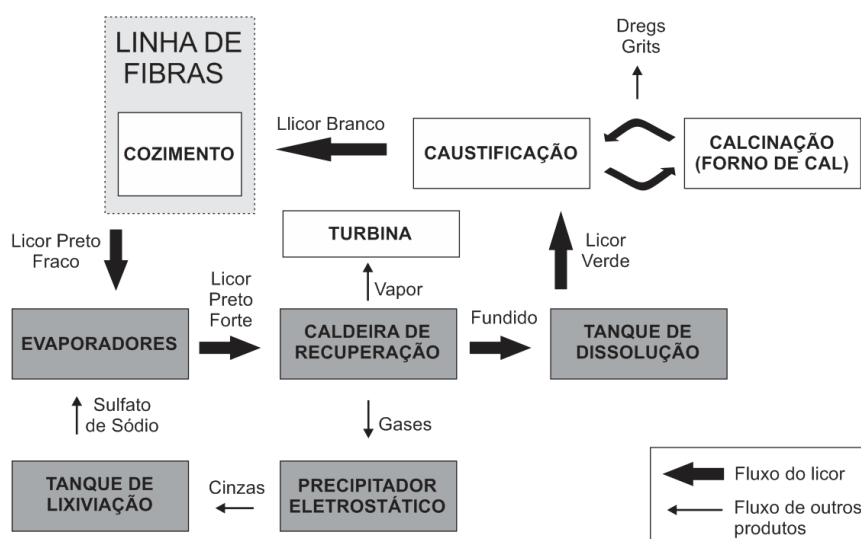 LINHA DE
FIBRAS
COZIMENTO
Llicor Branco
CAUSTIFICAÇÃO
Dregs
Grits
CALCINAÇÃO
(FORNO DE CAL)
Licor Preto
Fraco
TURBINA
Licor
Verde
Licor
Preto
Forte
Vapor
EVAPORADORES
CALDEIRA DE
RECUPERAÇÃO
Fundido
TANQUE DE
DISSOLUÇÃO
Sulfato
de Sódio
Gases
TANQUE DE
LIXIVIAÇÃO
Cinzas
PRECIPITADOR
ELETROSTÁTICO
Fluxo do licor
Fluxo de outros
produtos